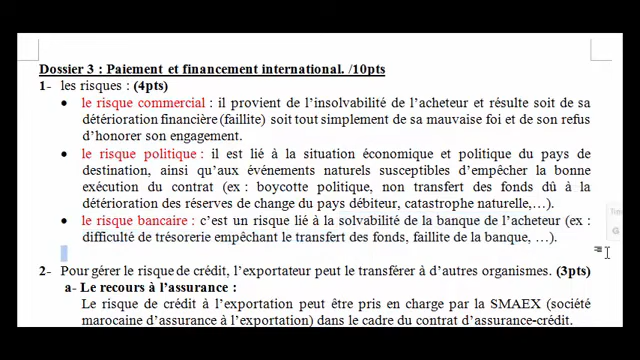 Dossier 3 : Paiement et financement international. /10pts
1- les risques : (4pts)
• le risque commercial : il provient de l'insolvabilité de l'acheteur et résulte soit de sa
détérioration financière (faillite) soit tout simplement de sa mauvaise foi et de son refus
d'honorer son engagement.
• le risque politique : il est lié à la situation économique et politique du pays de
destination, ainsi qu'aux événements naturels susceptibles d'empêcher la bonne
exécution du contrat (ex : boycotte politique, non transfert des fonds dû à la
détérioration des réserves de change du pays débiteur, catastrophe naturelle,…).
• le risque bancaire : c'est un risque lié à la solvabilité de la banque de l'acheteur (ex :
difficulté de trésorerie empêchant le transfert des fonds, faillite de la banque, …).
2- Pour gérer le risque de crédit, l'exportateur peut le transférer à d'autres organismes. (3pts)
a- Le recours à l'assurance :
Le risque de crédit à l'exportation peut être pris en charge par la SMAEX (société
marocaine d'assurance à l'exportation) dans le cadre du contrat d'assurance-crédit.